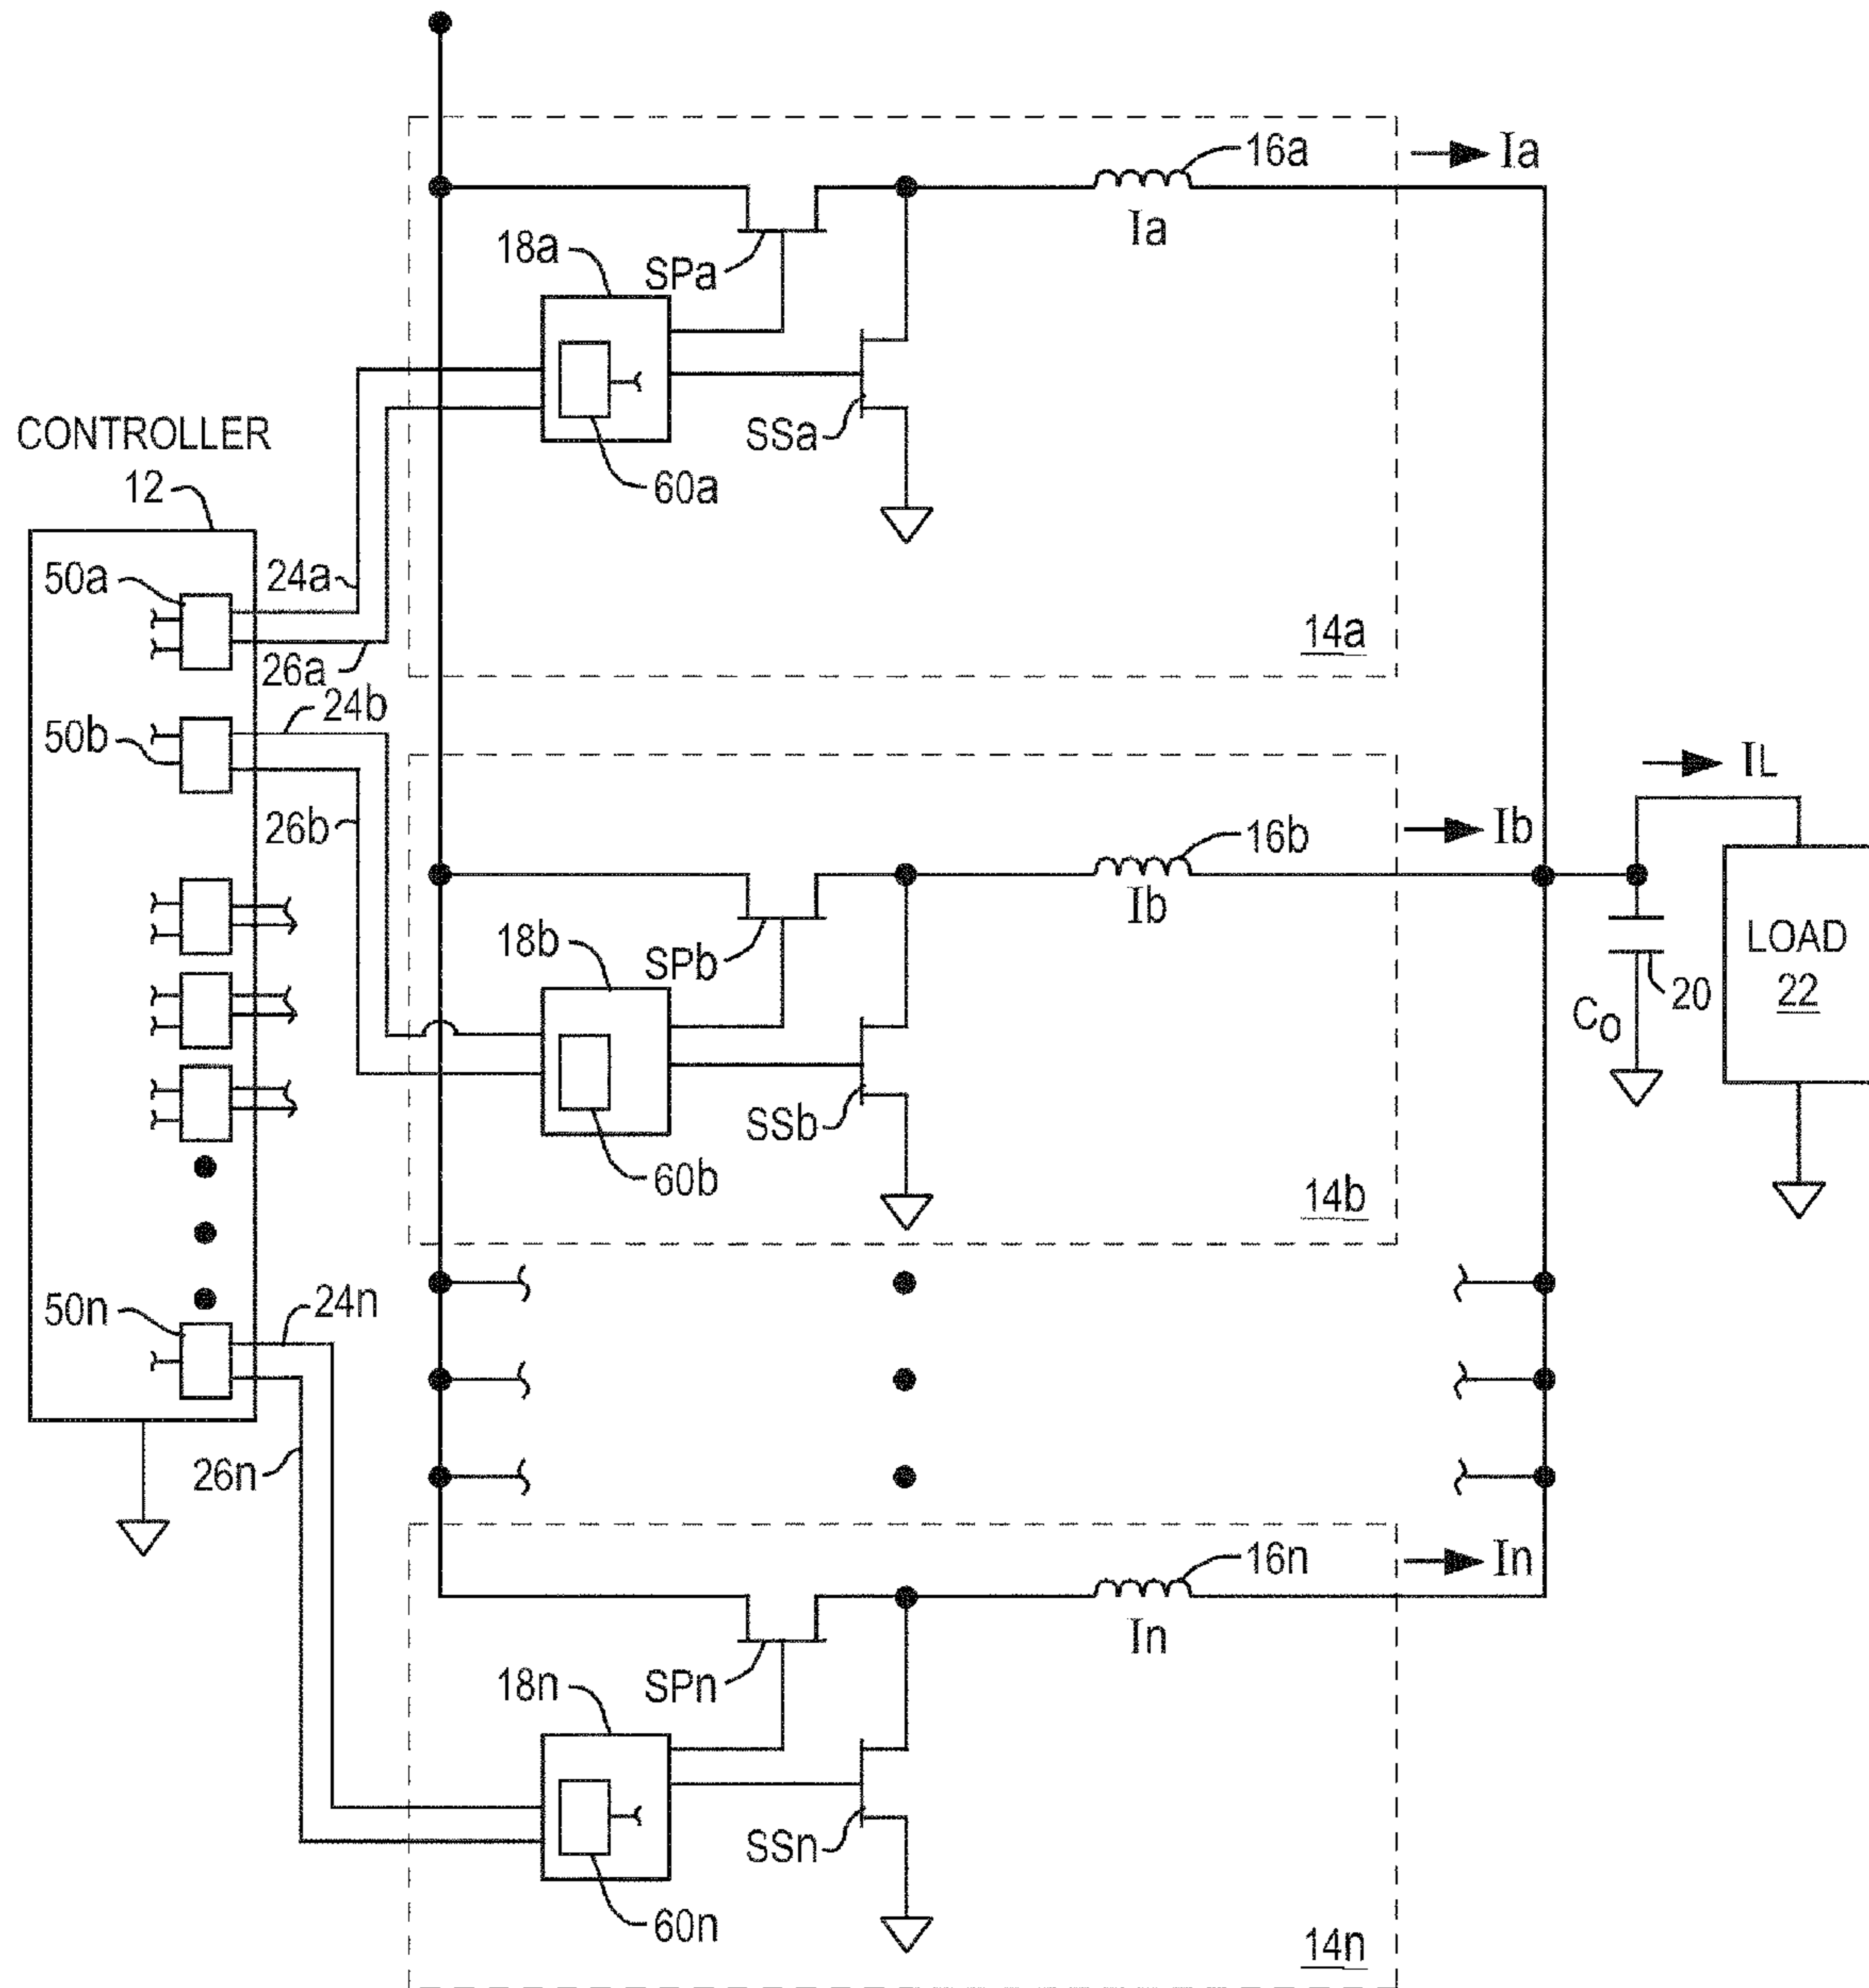 16a
Ia
Ia
18a
SPa
CONTROLLER
12
SSa
60a
50a
24a
26a
14a
24b
50b
IL
26b
16b
Ib
Ib
18b
SPb
LOAD
22
20
CO
SSb
60b
14b
50n
24n
26n
16n
In
In
18n
SPn
SSn
60n
14n